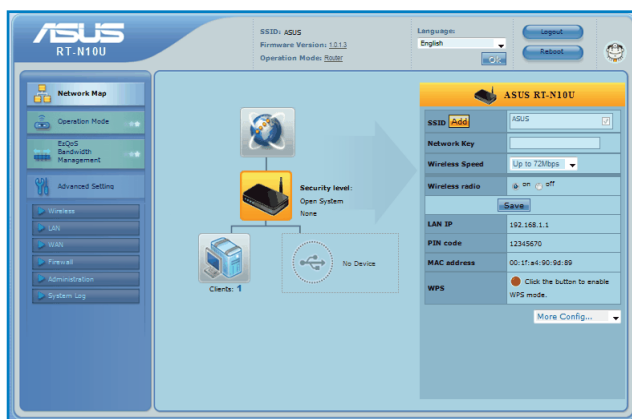 ASUS
RT-N10U
SSID: ASUS
Firmware Version: 1.0.1.3
Operation Mode: Router
Language:
English
OK
Logout
Reboot
Network Map
Operation Mode
EzQoS
Bandwidth
Management
Advanced Setting
Wireless
LAN
WAN
Firewall
Administration
System Log
Security level:
Open System
None
Clients: 1
No Device
ASUS RT-N10U
SSID Add ASUS
Network Key
Wireless Speed Up to 72Mbps
Wireless radio on off
Save
LAN IP 192.168.1.1
PIN code 12345670
MAC address 00:1f:a4:90:9d:89
WPS Click the button to enable
WPS mode.
More Config...